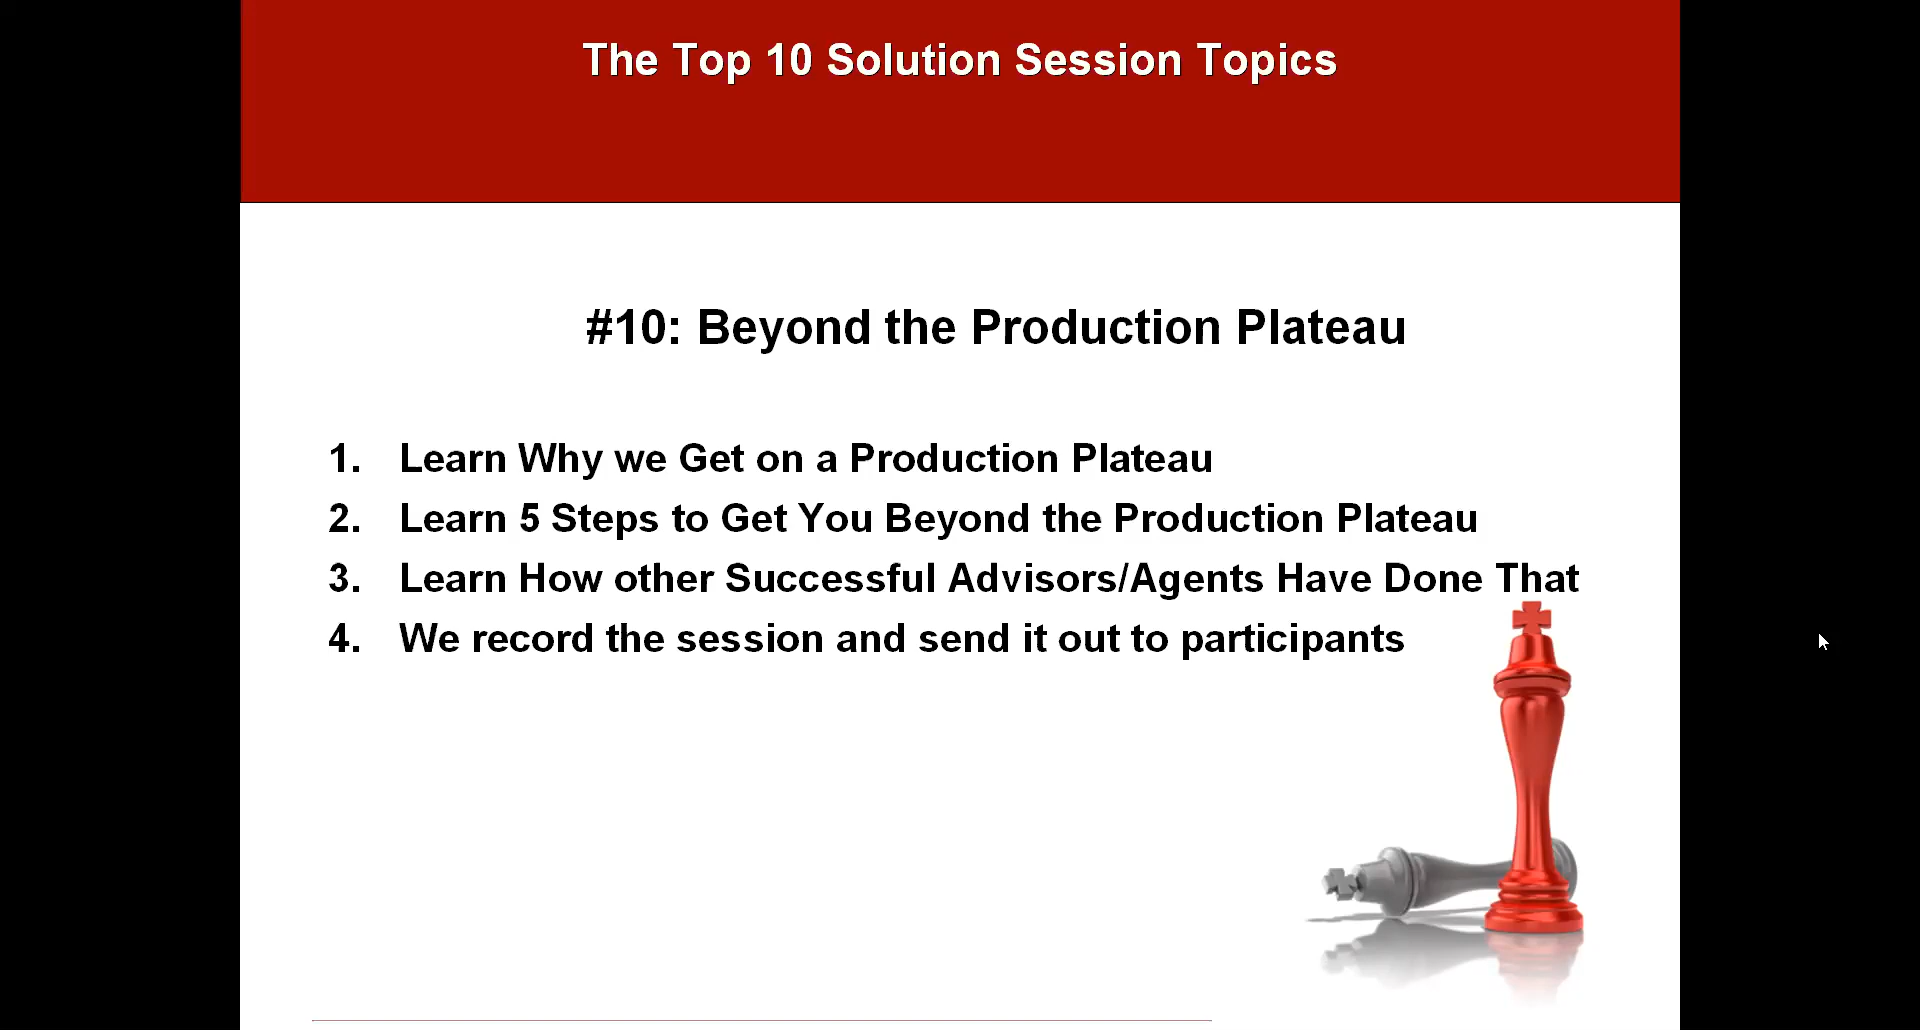 The Top 10 Solution Session Topics
#10: Beyond the Production Plateau
1. Learn Why we Get on a Production Plateau
2. Learn 5 Steps to Get You Beyond the Production Plateau
3. Learn How other Successful Advisors/Agents Have Done That
4. We record the session and send it out to participants